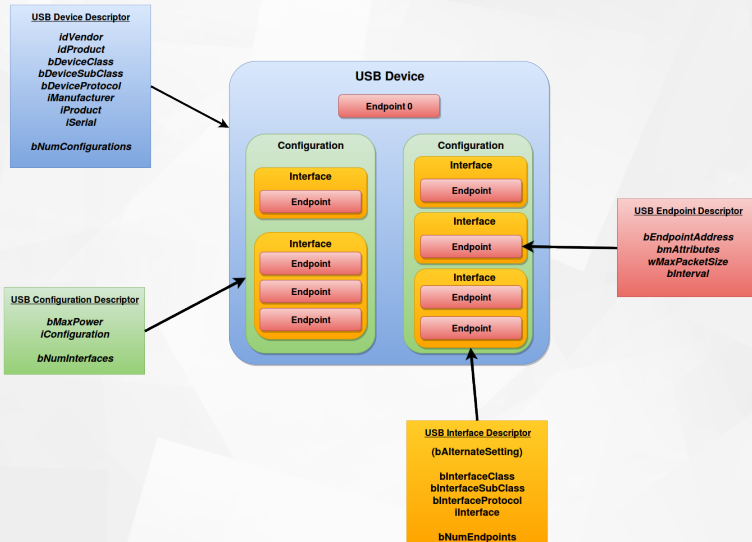 USB Device Descriptor
idVendor
idProduct
bDeviceClass
bDeviceSubClass
bDeviceProtocol
iManufacturer
iProduct
iSerial
bNumConfigurations
USB Device
Endpoint 0
Configuration
Interface
Endpoint
Interface
Endpoint
Endpoint
Endpoint
Configuration
Interface
Endpoint
Interface
Endpoint
Interface
Endpoint
Endpoint
USB Endpoint Descriptor
bEndpointAddress
bmAttributes
wMaxPacketSize
bInterval
USB Configuration Descriptor
bMaxPower
iConfiguration
bNumInterfaces
USB Interface Descriptor
(bAlternateSetting)
bInterfaceClass
bInterfaceSubClass
bInterfaceProtocol
iInterface
bNumEndpoints